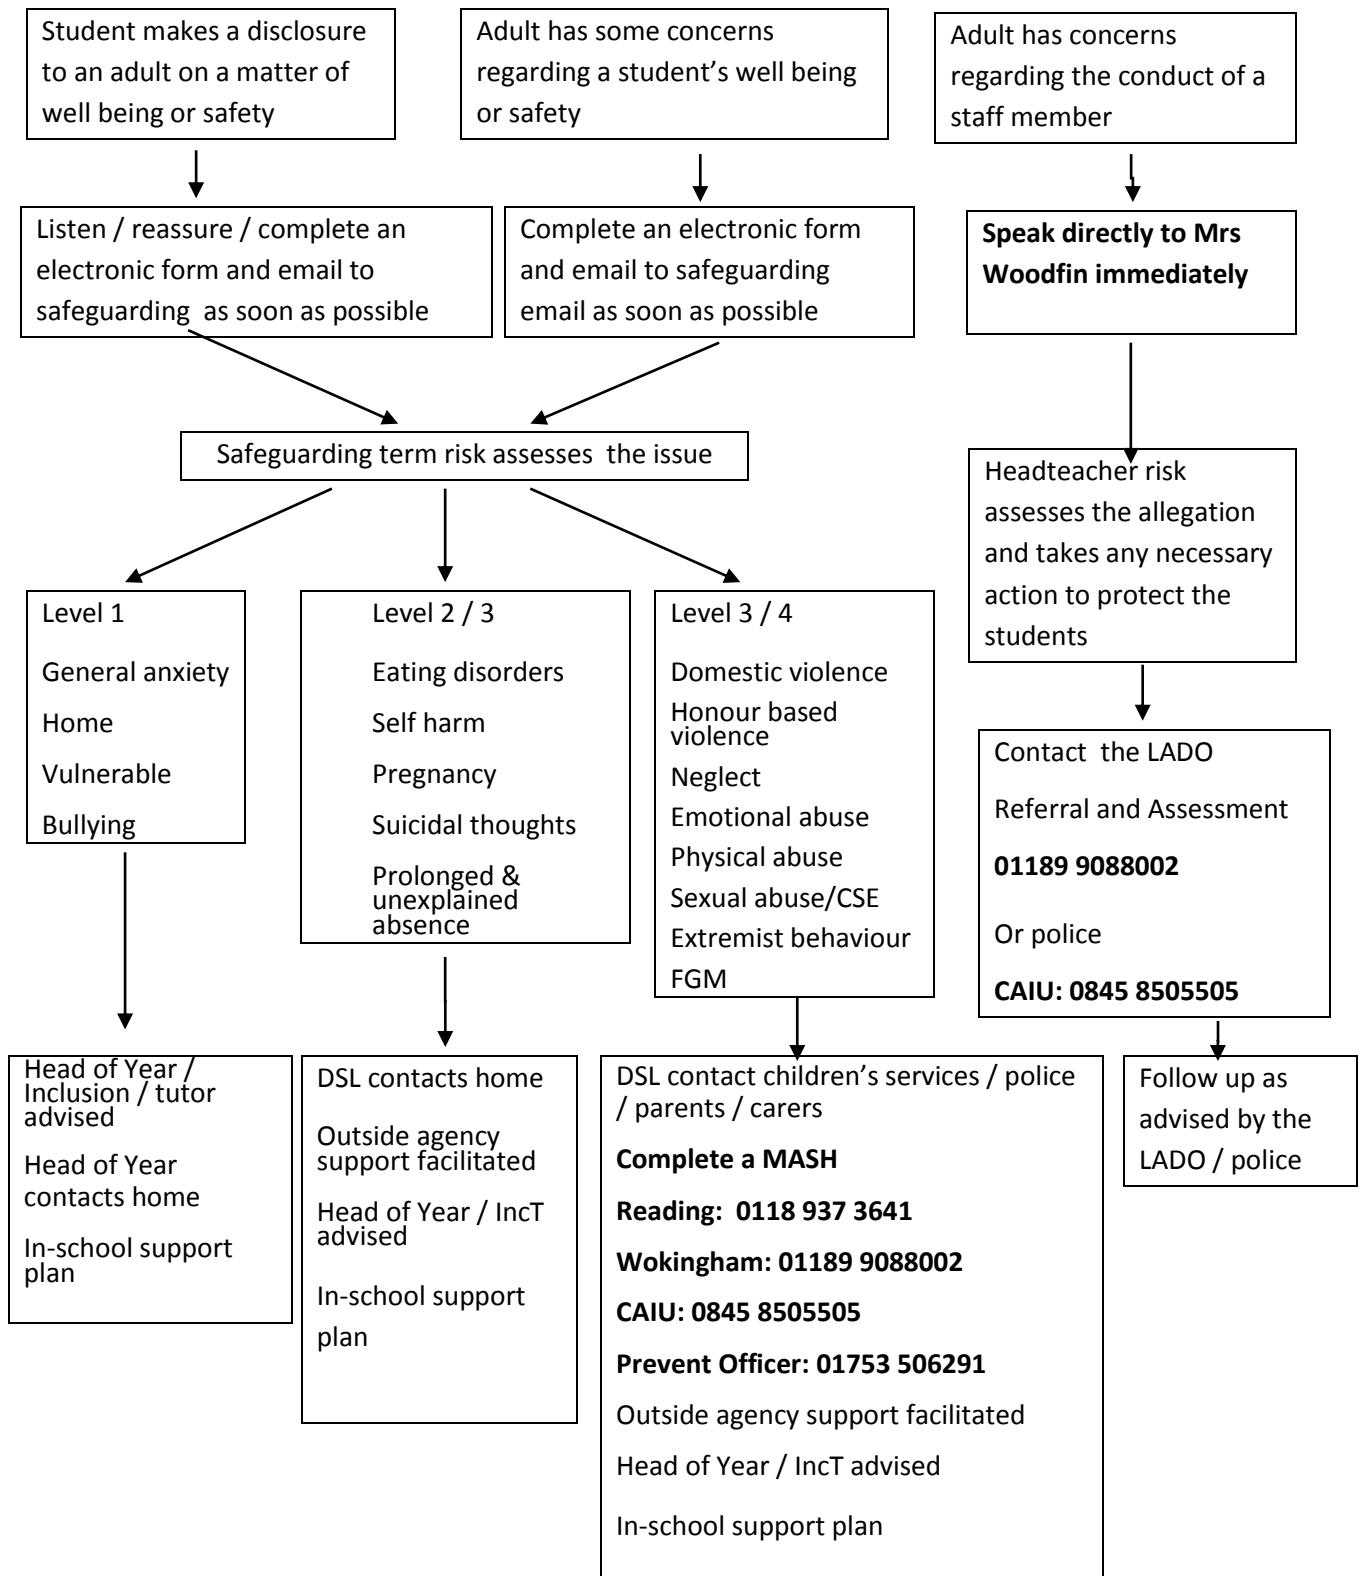 Student makes a disclosure
to an adult on a matter of
well being or safety
Adult has some concerns
regarding a student's well being
or safety
Adult has concerns
regarding the conduct of a
staff member
Listen / reassure / complete an
electronic form and email to
safeguarding as soon as possible
Complete an electronic form
and email to safeguarding
email as soon as possible
Speak directly to Mrs
Woodfin immediately
Safeguarding term risk assesses the issue
Headteacher risk
assesses the allegation
and takes any necessary
action to protect the
students
Level 1
General anxiety
Home
Vulnerable
Bullying
Level 2 / 3
Eating disorders
Self harm
Pregnancy
Suicidal thoughts
Prolonged &
unexplained
absence
Level 3 / 4
Domestic violence
Honour based
violence
Neglect
Emotional abuse
Physical abuse
Sexual abuse/CSE
Extremist behaviour
FGM
Contact the LADO
Referral and Assessment
01189 9088002
Or police
CAIU: 0845 8505505
Head of Year /
Inclusion / tutor
advised
Head of Year
contacts home
In-school support
plan
DSL contacts home
Outside agency
support facilitated
Head of Year / IncT
advised
In-school support
plan
DSL contact children's services / police
/ parents / carers
Complete a MASH
Reading: 0118 937 3641
Wokingham: 01189 9088002
CAIU: 0845 8505505
Prevent Officer: 01753 506291
Outside agency support facilitated
Head of Year / IncT advised
In-school support plan
Follow up as
advised by the
LADO / police